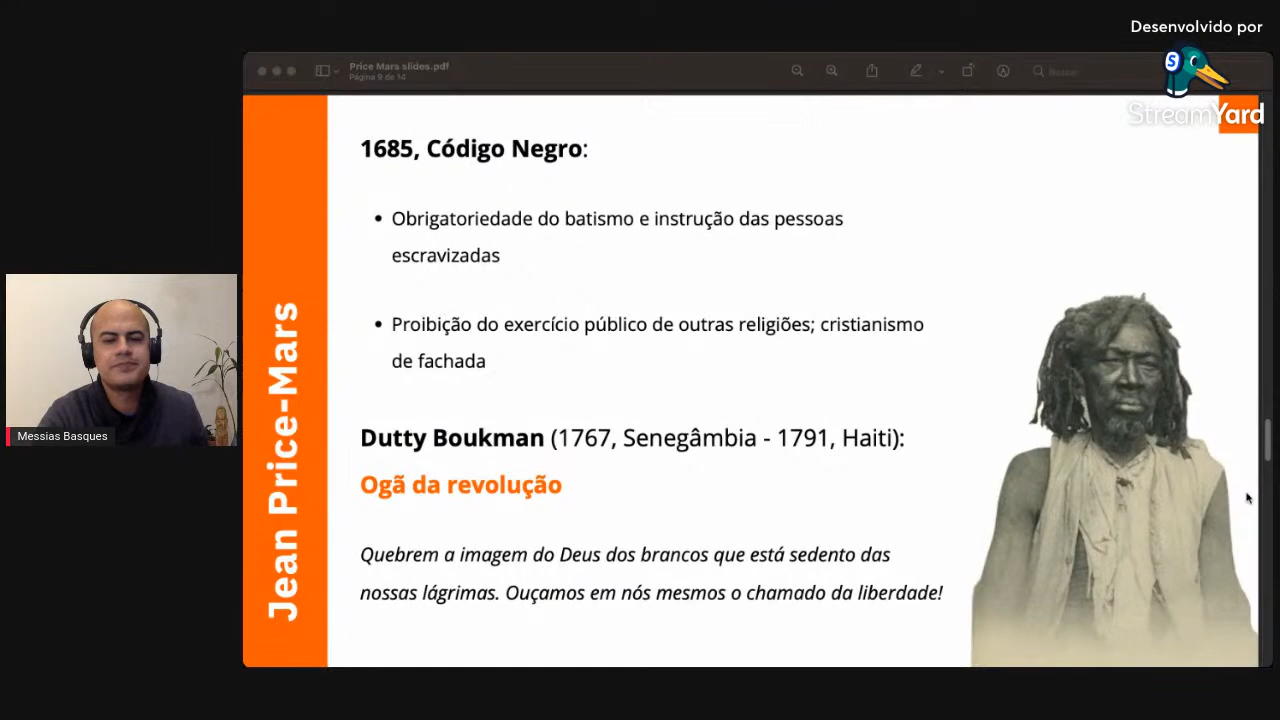 Desenvolvido por
StreamYard
Price Mars slides.pdf
Página 9 de 14
Buscar
Jean Price-Mars
1685, Código Negro:
• Obrigatoriedade do batismo e instrução das pessoas
escravizadas
• Proibição do exercício público de outras religiões; cristianismo
de fachada
Dutty Boukman (1767, Senegâmbia - 1791, Haiti):
Ogã da revolução
Quebrem a imagem do Deus dos brancos que está sedento das
nossas lágrimas. Ouçamos em nós mesmos o chamado da liberdade!
Messias Basques